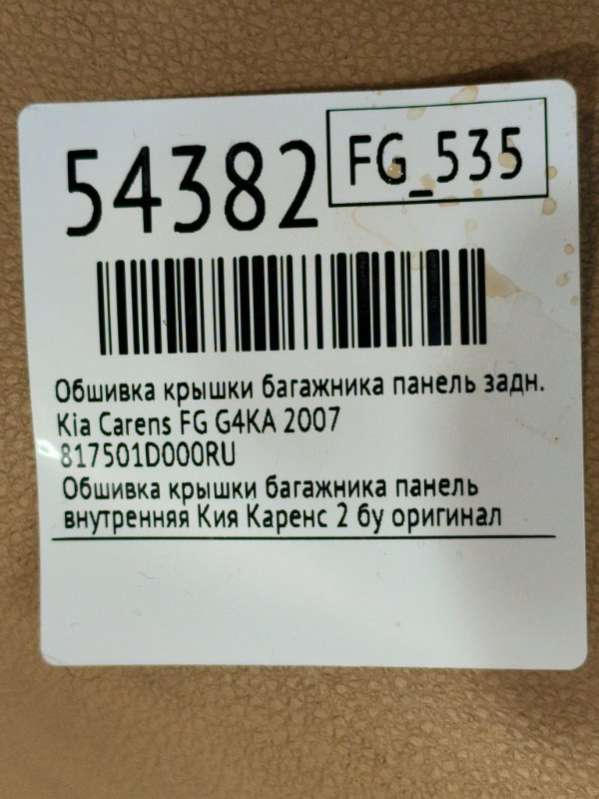 54382
FG_535
Обшивка крышки багажника панель задн.
Kia Carens FG G4KA 2007
817501D000RU
Обшивка крышки багажника панель
внутренняя Кия Каренс 2 бу оригинал